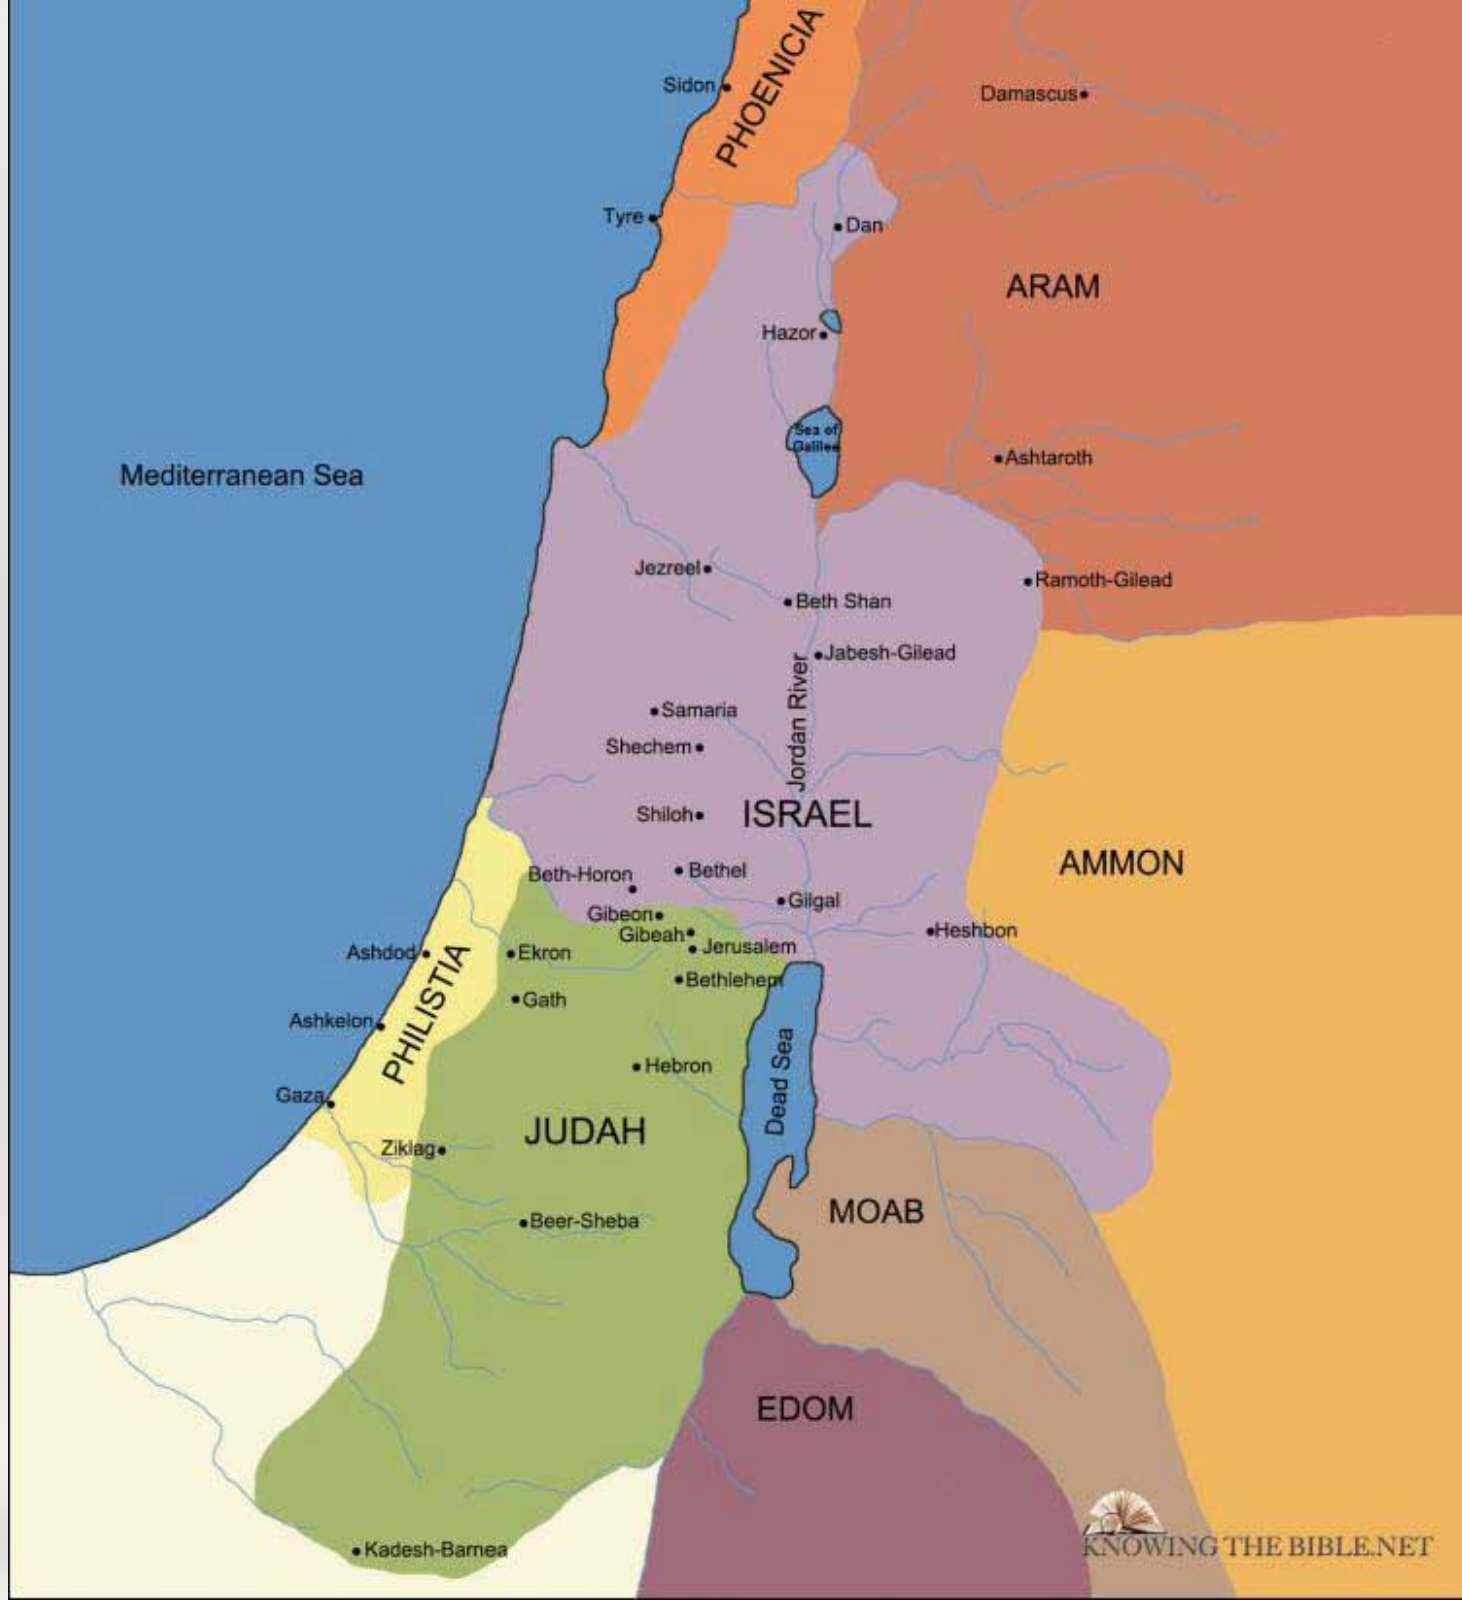 PHOENICIA
Sidon
Damascus
Tyre
Dan
ARAM
Hazor
Sea of
Galilee
Ashtaroth
Mediterranean Sea
Jezreel
Ramoth-Gilead
Beth Shan
Jabesh-Gilead
Jordan River
Samaria
Shechem
Shiloh
ISRAEL
AMMON
Beth-Horon
Bethel
Gilgal
Gibeon
Heshbon
Gibeah
Jerusalem
Ashdod
Ekron
PHILISTIA
Bethlehem
Gath
Ashkelon
Dead Sea
Hebron
Gaza
JUDAH
Ziklag
MOAB
Beer-Sheba
EDOM
KNOWING THE BIBLE.NET
Kadesh-Barnea